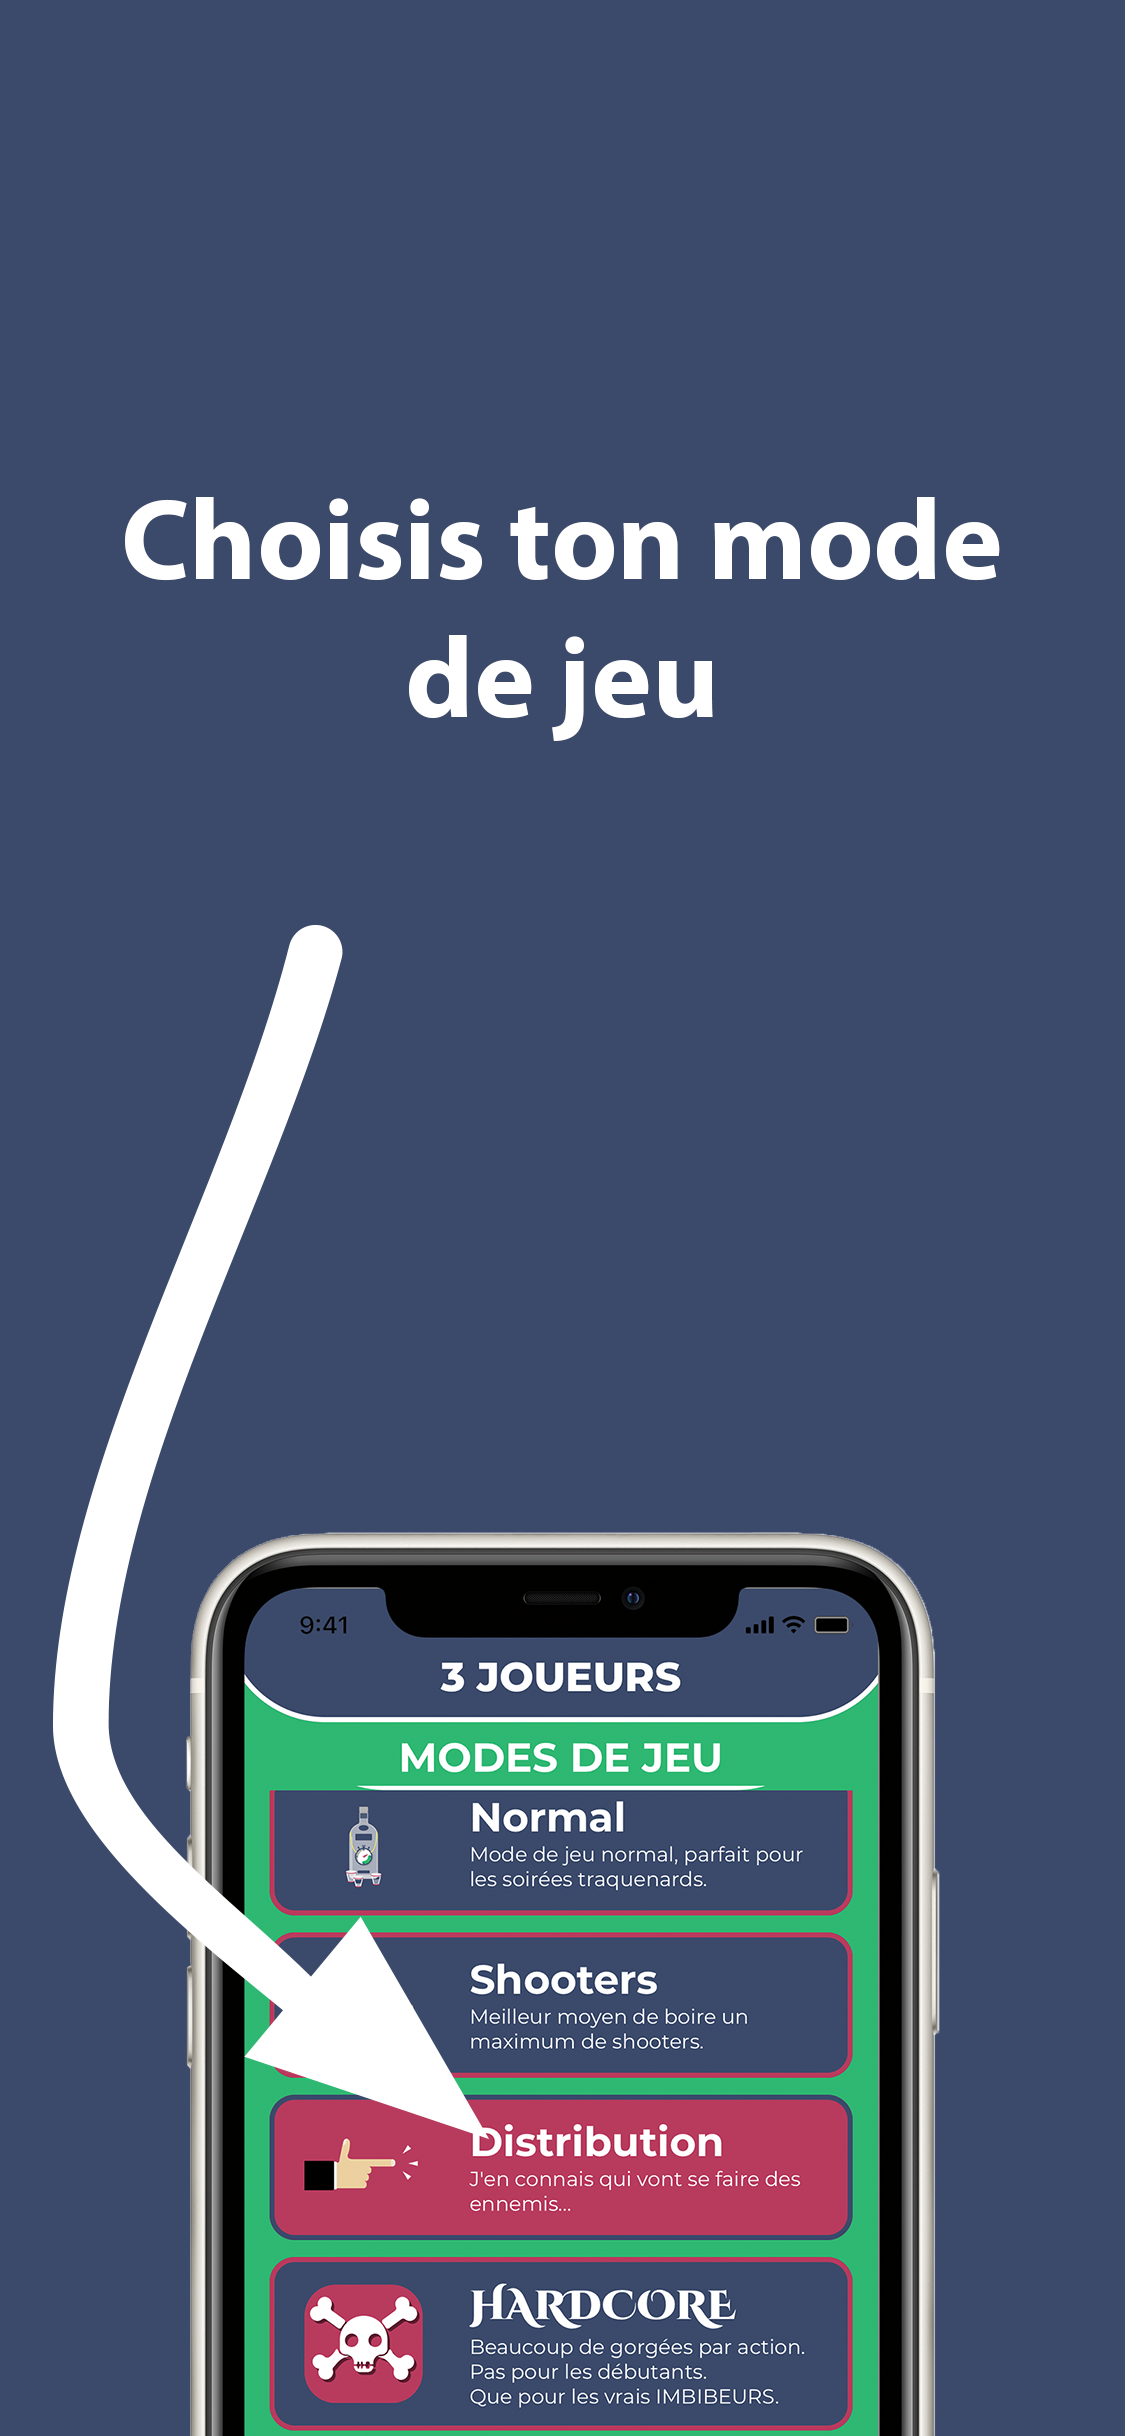 Choisis ton mode
de jeu
9:41
3 JOUEURS
MODES DE JEU
Normal
Mode de jeu normal, parfait pour
les soirées traquenards.
Shooters
Meilleur moyen de boire un
maximum de shooters.
Distribution
J'en connais qui vont se faire des
ennemis...
HARDCORE
Beaucoup de gorgées par action.
Pas pour les débutants.
Que pour les vrais IMBIBEURS.